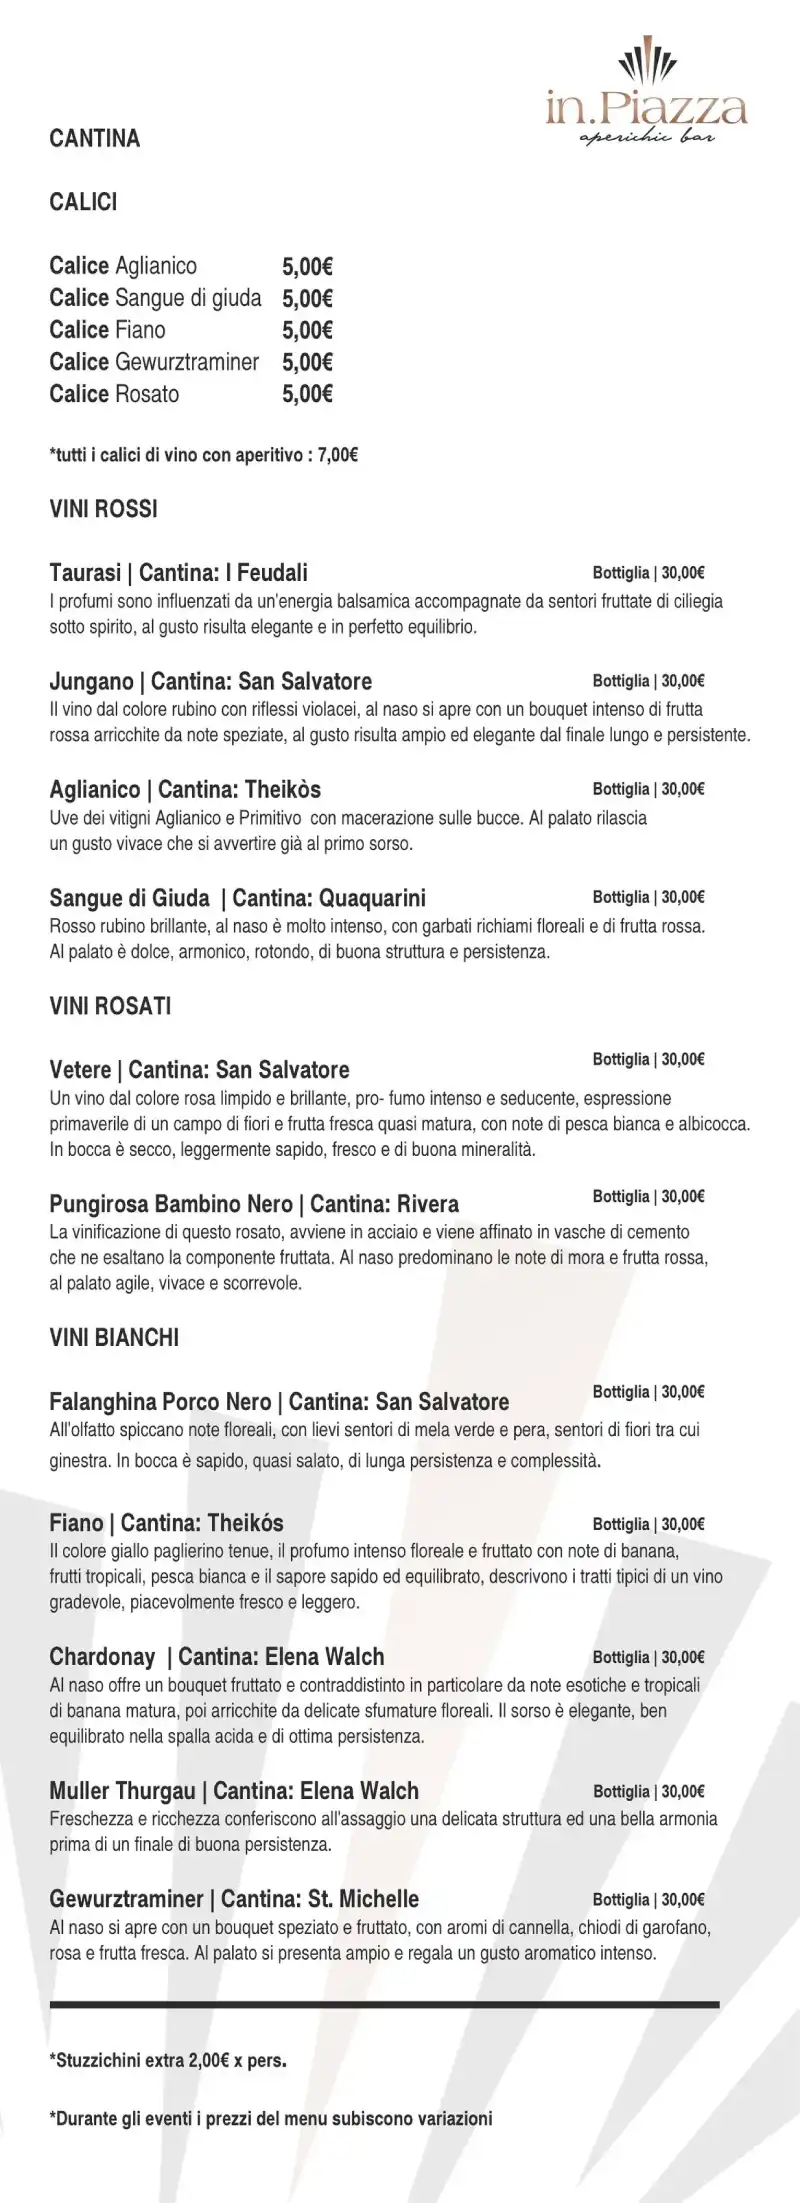 in.Piazza
aperichic bar
CANTINA
CALICI
Calice Aglianico 5,00€
Calice Sangue di giuda 5,00€
Calice Fiano 5,00€
Calice Gewurztraminer 5,00€
Calice Rosato 5,00€
*tutti i calici di vino con aperitivo : 7,00€
VINI ROSSI
Taurasi | Cantina: I Feudali Bottiglia | 30,00€
I profumi sono influenzati da un'energia balsamica accompagnate da sentori fruttate di ciliegia
sotto spirito, al gusto risulta elegante e in perfetto equilibrio.
Jungano | Cantina: San Salvatore Bottiglia | 30,00€
Il vino dal colore rubino con riflessi violacei, al naso si apre con un bouquet intenso di frutta
rossa arricchite da note speziate, al gusto risulta ampio ed elegante dal finale lungo e persistente.
Aglianico | Cantina: Theikòs Bottiglia | 30,00€
Uve dei vitigni Aglianico e Primitivo con macerazione sulle bucce. Al palato rilascia
un gusto vivace che si avvertire già al primo sorso.
Sangue di Giuda | Cantina: Quaquarini Bottiglia | 30,00€
Rosso rubino brillante, al naso è molto intenso, con garbati richiami floreali e di frutta rossa.
Al palato è dolce, armonico, rotondo, di buona struttura e persistenza.
VINI ROSATI
Vetere | Cantina: San Salvatore Bottiglia | 30,00€
Un vino dal colore rosa limpido e brillante, pro- fumo intenso e seducente, espressione
primaverile di un campo di fiori e frutta fresca quasi matura, con note di pesca bianca e albicocca.
In bocca è secco, leggermente sapido, fresco e di buona mineralità.
Pungirosa Bambino Nero | Cantina: Rivera Bottiglia | 30,00€
La vinificazione di questo rosato, avviene in acciaio e viene affinato in vasche di cemento
che ne esaltano la componente fruttata. Al naso predominano le note di mora e frutta rossa,
al palato agile, vivace e scorrevole.
VINI BIANCHI
Falanghina Porco Nero | Cantina: San Salvatore Bottiglia | 30,00€
All'olfatto spiccano note floreali, con lievi sentori di mela verde e pera, sentori di fiori tra cui
ginestra. In bocca è sapido, quasi salato, di lunga persistenza e complessità.
Fiano | Cantina: Theikós Bottiglia | 30,00€
Il colore giallo paglierino tenue, il profumo intenso floreale e fruttato con note di banana,
frutti tropicali, pesca bianca e il sapore sapido ed equilibrato, descrivono i tratti tipici di un vino
gradevole, piacevolmente fresco e leggero.
Chardonay | Cantina: Elena Walch Bottiglia | 30,00€
Al naso offre un bouquet fruttato e contraddistinto in particolare da note esotiche e tropicali
di banana matura, poi arricchite da delicate sfumature floreali. Il sorso è elegante, ben
equilibrato nella spalla acida e di ottima persistenza.
Muller Thurgau | Cantina: Elena Walch Bottiglia | 30,00€
Freschezza e ricchezza conferiscono all'assaggio una delicata struttura ed una bella armonia
prima di un finale di buona persistenza.
Gewurztraminer | Cantina: St. Michelle Bottiglia | 30,00€
Al naso si apre con un bouquet speziato e fruttato, con aromi di cannella, chiodi di garofano,
rosa e frutta fresca. Al palato si presenta ampio e regala un gusto aromatico intenso.
*Stuzzichini extra 2,00€ x pers.
*Durante gli eventi i prezzi del menu subiscono variazioni